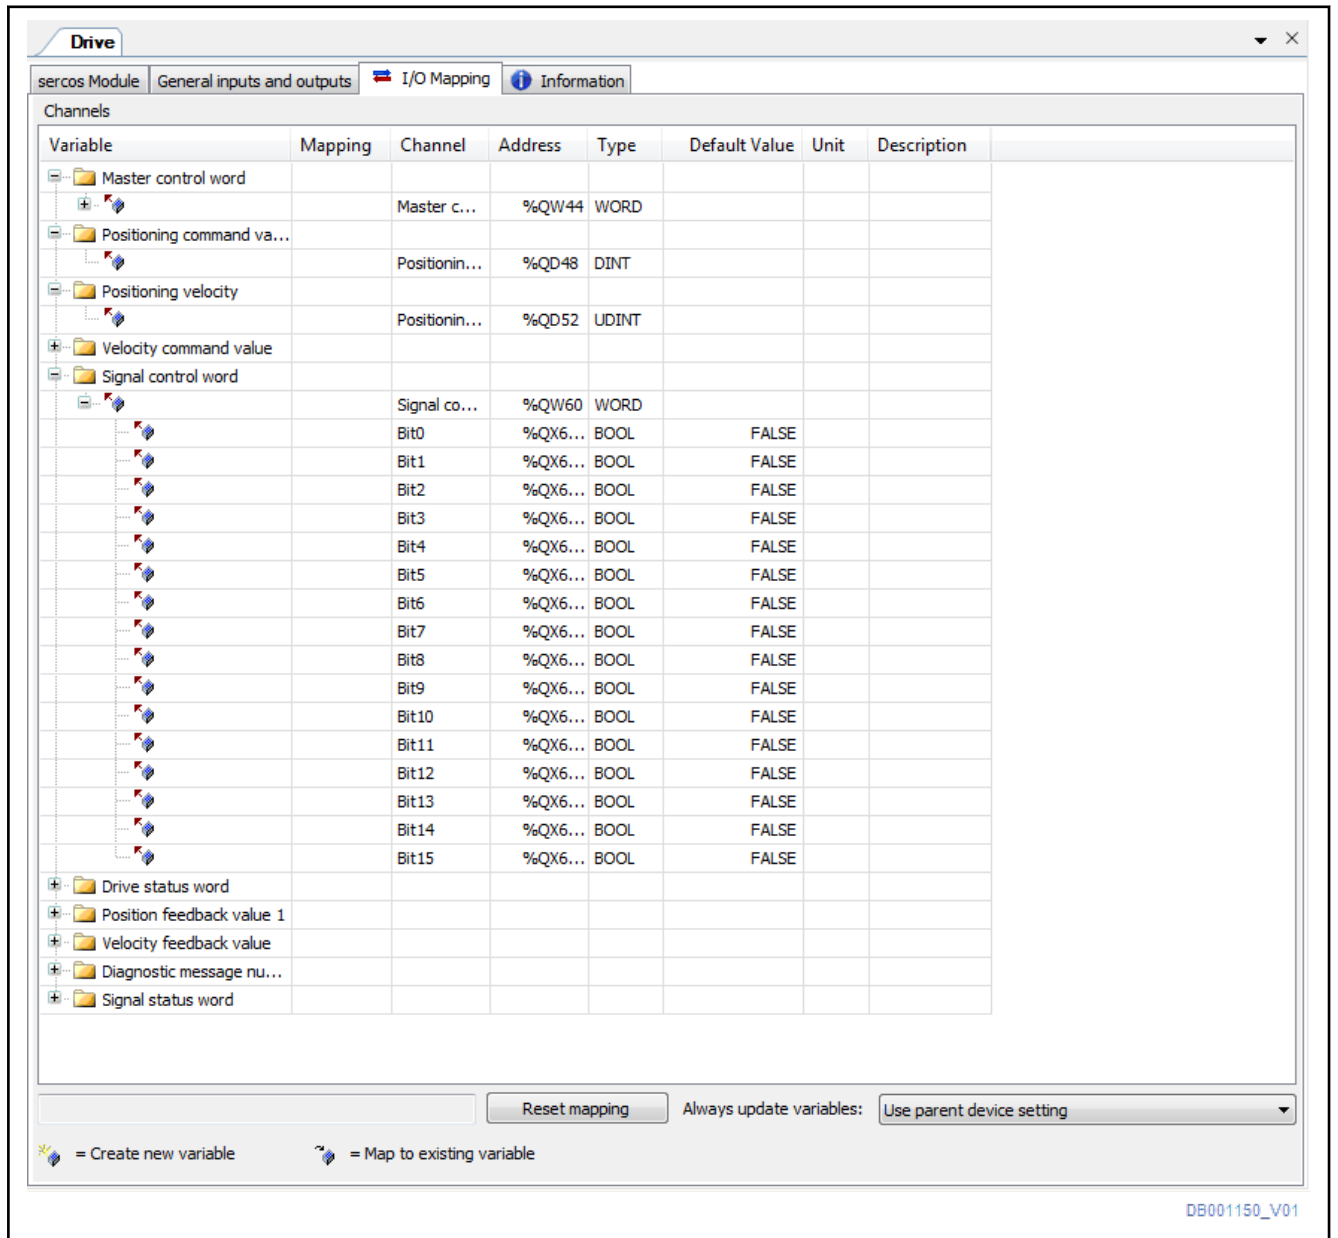 Drive
sercos Module General inputs and outputs I/O Mapping Information
Channels
Variable Mapping Channel Address Type Default Value Unit Description
Master control word
Master c... %QW44 WORD
Positioning command va...
Positionin... %QD48 DINT
Positioning velocity
Positionin... %QD52 UDINT
Velocity command value
Signal control word
Signal co... %QW60 WORD
Bit0 %QX6... BOOL FALSE
Bit1 %QX6... BOOL FALSE
Bit2 %QX6... BOOL FALSE
Bit3 %QX6... BOOL FALSE
Bit4 %QX6... BOOL FALSE
Bit5 %QX6... BOOL FALSE
Bit6 %QX6... BOOL FALSE
Bit7 %QX6... BOOL FALSE
Bit8 %QX6... BOOL FALSE
Bit9 %QX6... BOOL FALSE
Bit10 %QX6... BOOL FALSE
Bit11 %QX6... BOOL FALSE
Bit12 %QX6... BOOL FALSE
Bit13 %QX6... BOOL FALSE
Bit14 %QX6... BOOL FALSE
Bit15 %QX6... BOOL FALSE
Drive status word
Position feedback value 1
Velocity feedback value
Diagnostic message nu...
Signal status word
Reset mapping Always update variables: Use parent device setting
= Create new variable = Map to existing variable
DB001150_V01